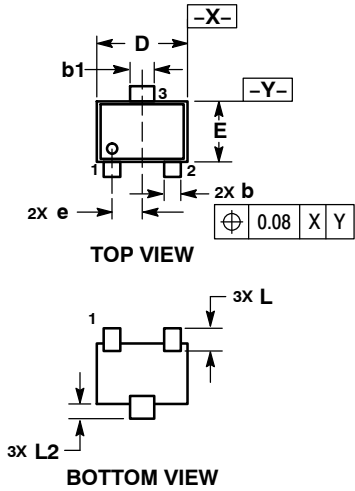 –X–
D
b1
3
–Y–
E
1
2
2X b
2X e
⌖ 0.08 X Y
TOP VIEW
3X L
1
3X L2
BOTTOM VIEW